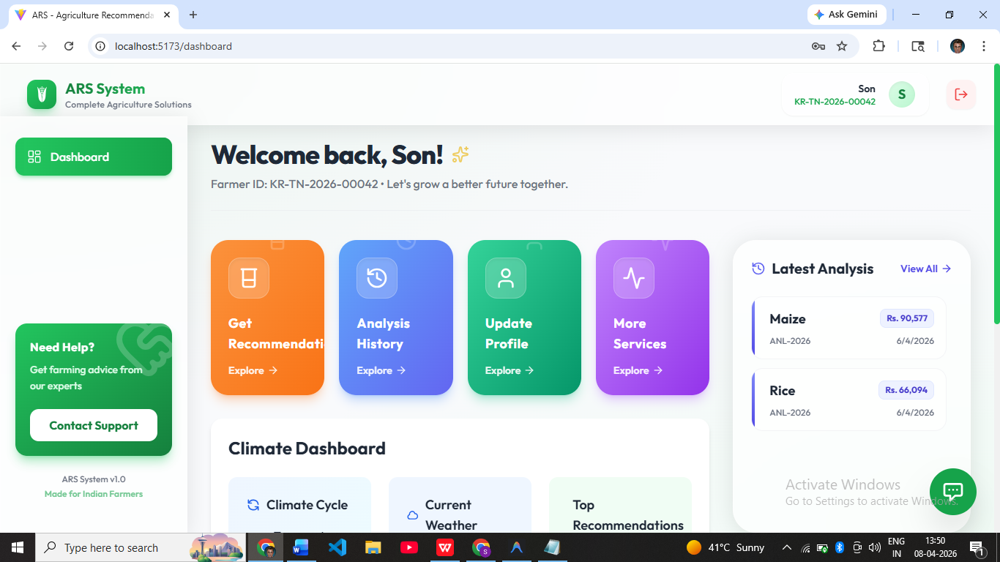 ARS - Agriculture Recommenda
Ask Gemini
localhost:5173/dashboard
ARS System
Complete Agriculture Solutions
Son
KR-TN-2026-00042
S
Dashboard
Welcome back, Son!
Farmer ID: KR-TN-2026-00042 • Let's grow a better future together.
Get
Recommendati
Explore →
Analysis
History
Explore →
Update
Profile
Explore →
More
Services
Explore →
Latest Analysis
View All →
Maize
Rs. 90,577
ANL-2026
6/4/2026
Rice
Rs. 66,094
ANL-2026
6/4/2026
Need Help?
Get farming advice from
our experts
Contact Support
ARS System v1.0
Made for Indian Farmers
Climate Dashboard
Climate Cycle
Current
Weather
Top
Recommendations
Activate Windows
Go to Settings to activate Windows.
Type here to search
41°C Sunny
ENG
IN
13:50
08-04-2026
1